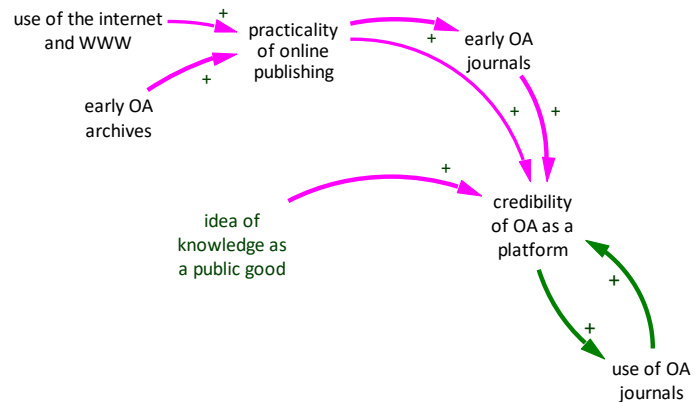 use of the internet
and WWW
+
practicality
of online
publishing
+
early OA
archives
+
+
early OA
journals
+
+
+
idea of
knowledge as
a public good
credibility
of OA as a
platform
+
+
use of OA
journals